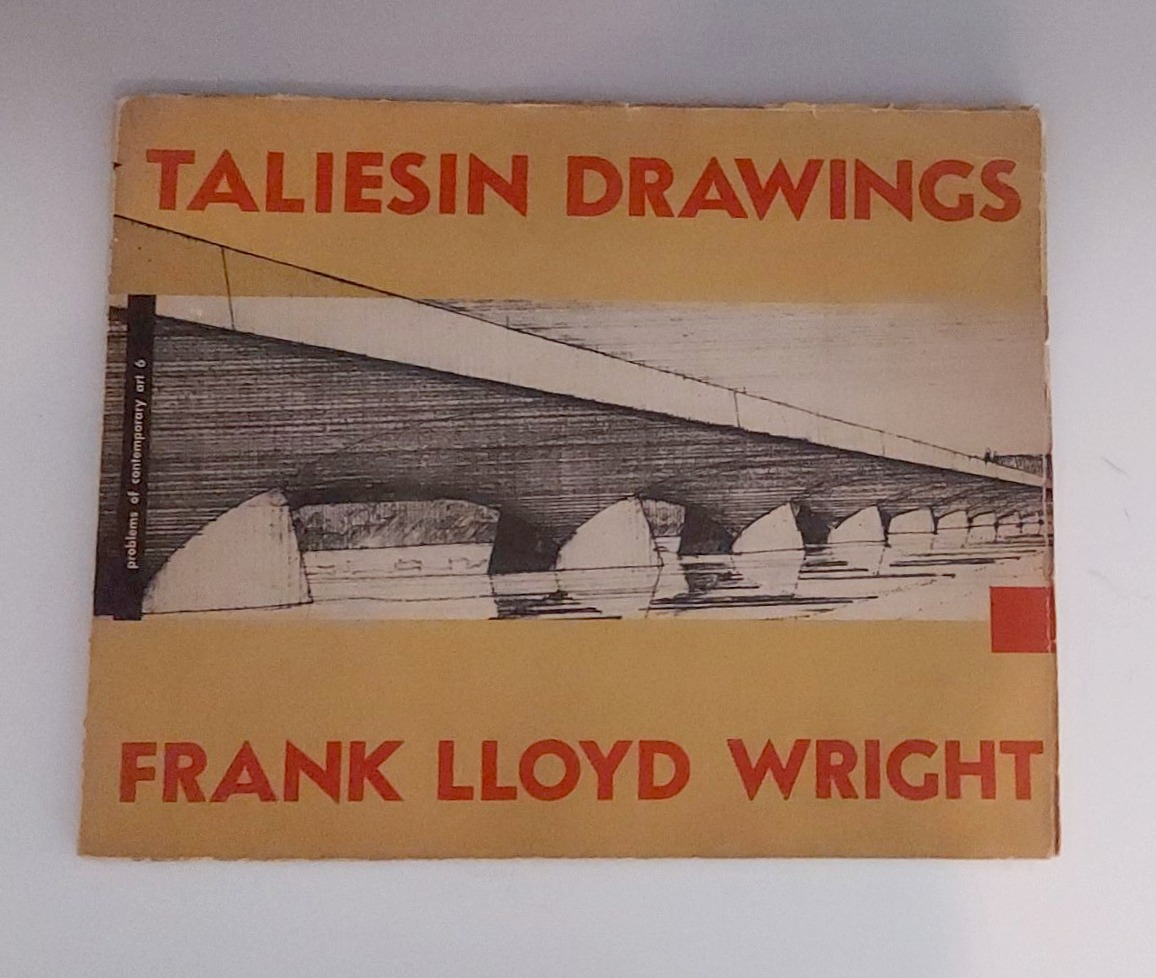 TALIESIN DRAWINGS
problems of contemporary art 6
FRANK LLOYD WRIGHT